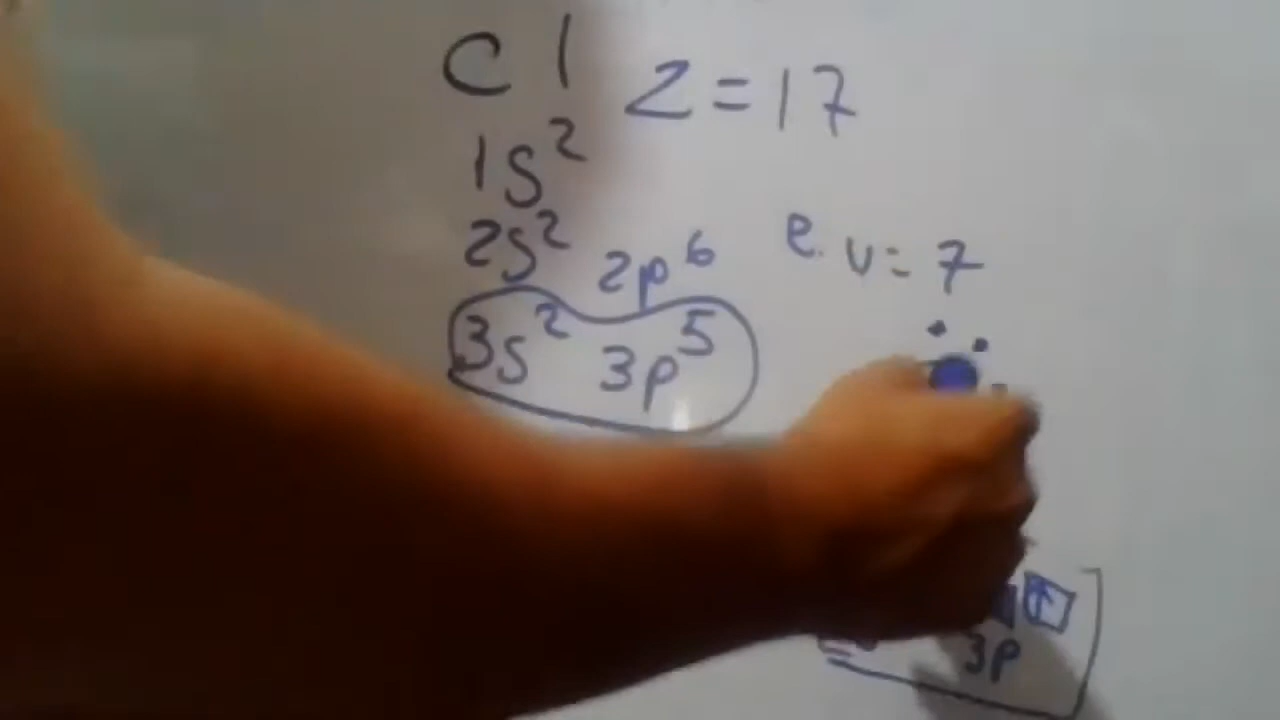 Cl Z=17
1s²
2s² 2p⁶
e.v=7
3s² 3p⁵
3p